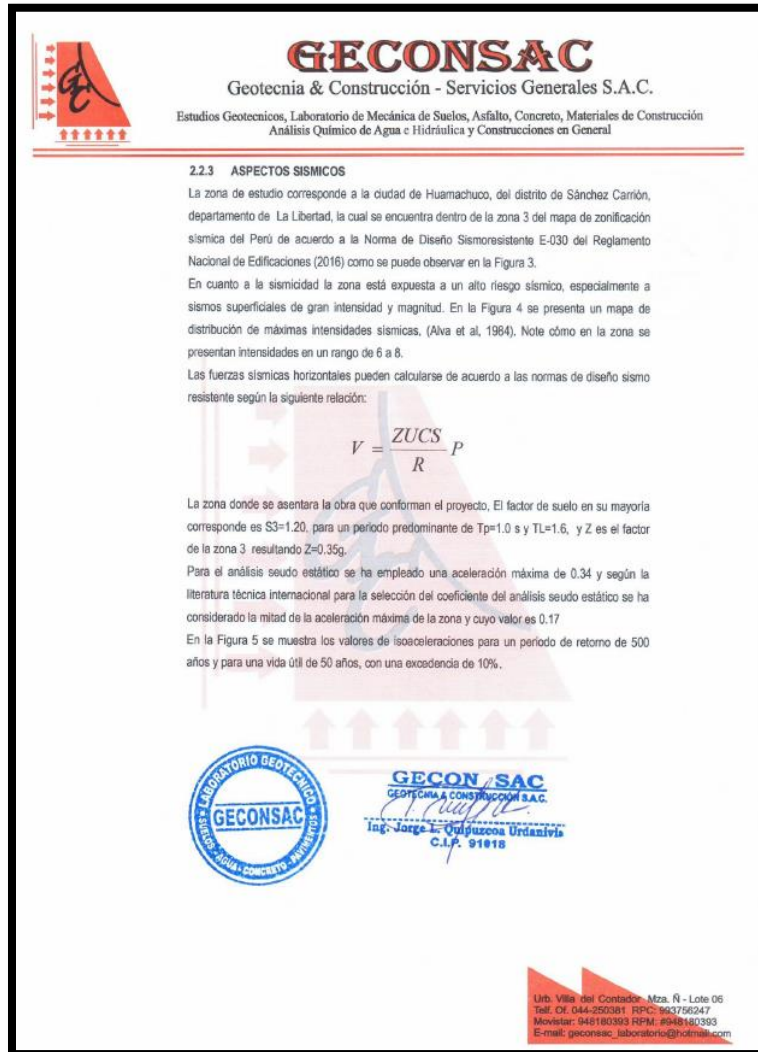 GECONSAC
Geotecnia & Construcción - Servicios Generales S.A.C.
Estudios Geotecnicos, Laboratorio de Mecánica de Suelos, Asfalto, Concreto, Materiales de Construcción
Análisis Químico de Agua e Hidráulica y Construcciones en General
2.2.3 ASPECTOS SISMICOS
La zona de estudio corresponde a la ciudad de Huamachuco, del distrito de Sánchez Carrión,
departamento de La Libertad, la cual se encuentra dentro de la zona 3 del mapa de zonificación
sísmica del Perú de acuerdo a la Norma de Diseño Sismoresistente E-030 del Reglamento
Nacional de Edificaciones (2016) como se puede observar en la Figura 3.
En cuanto a la sismicidad la zona está expuesta a un alto riesgo sísmico, especialmente a
sismos superficiales de gran intensidad y magnitud. En la Figura 4 se presenta un mapa de
distribución de máximas intensidades sísmicas, (Alva et al, 1984). Note cómo en la zona se
presentan intensidades en un rango de 6 a 8.
Las fuerzas sísmicas horizontales pueden calcularse de acuerdo a las normas de diseño sismo
resistente según la siguiente relación:
V = ZUCS/R P
La zona donde se asentara la obra que conforman el proyecto, El factor de suelo en su mayoría
corresponde es S3=1.20, para un periodo predominante de Tp=1.0 s y TL=1.6, y Z es el factor
de la zona 3 resultando Z=0.35g.
Para el análisis seudo estático se ha empleado una aceleración máxima de 0.34 y según la
literatura técnica internacional para la selección del coeficiente del análisis seudo estático se ha
considerado la mitad de la aceleración máxima de la zona y cuyo valor es 0.17
En la Figura 5 se muestra los valores de isoaceleraciones para un periodo de retorno de 500
años y para una vida útil de 50 años, con una excedencia de 10%.
LABORATORIO GEOTECNICO
GECONSAC
SUELOS - AGUA - CONCRETO - PAVIMENTOS
GECON SAC
GEOTECNIA & CONSTRUCCIÓN S.A.C.
Ing. Jorge L. Quipuzcoa Urdanivia
C.I.P. 91018
Urb. Villa del Contador Mza. Ñ - Lote 06
Telf. Of. 044-250381 RPC: 993756247
Movistar: 948180393 RPM: #948180393
E-mail: geconsac_laboratorio@hotmail.com